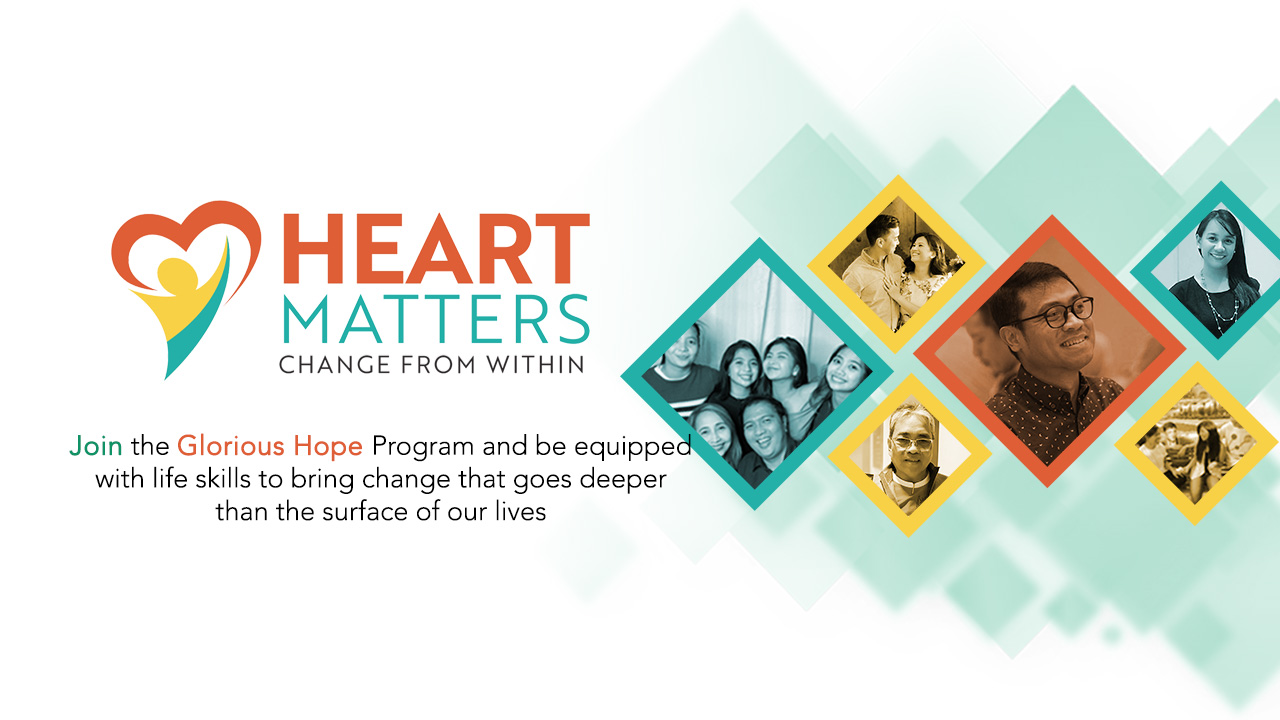 HEART
MATTERS
CHANGE FROM WITHIN
Join the Glorious Hope Program and be equipped
with life skills to bring change that goes deeper
than the surface of our lives